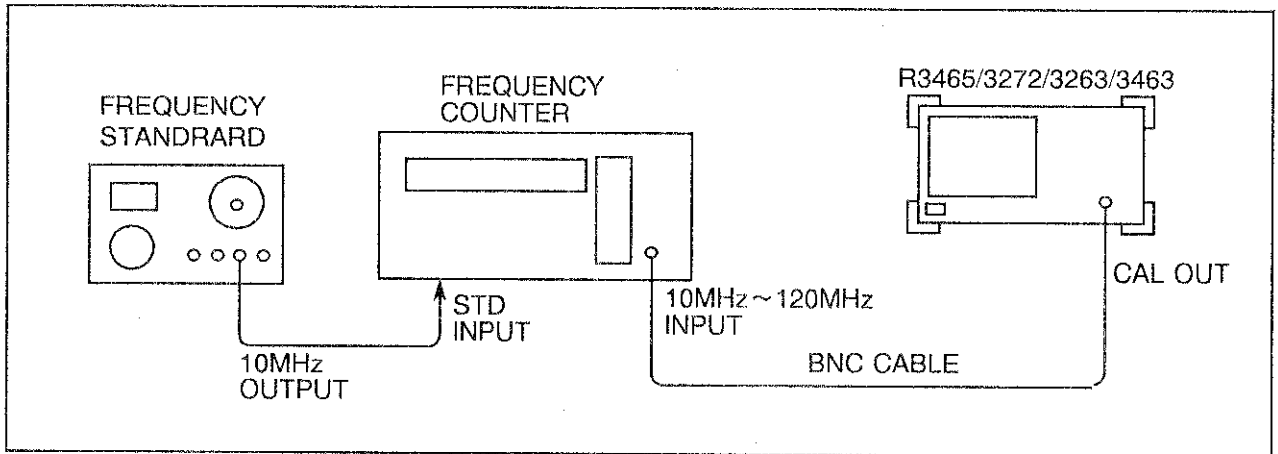 FREQUENCY
STANDRARD
FREQUENCY
COUNTER
R3465/3272/3263/3463
10MHz
OUTPUT
STD
INPUT
10MHz～120MHz
INPUT
CAL OUT
BNC CABLE